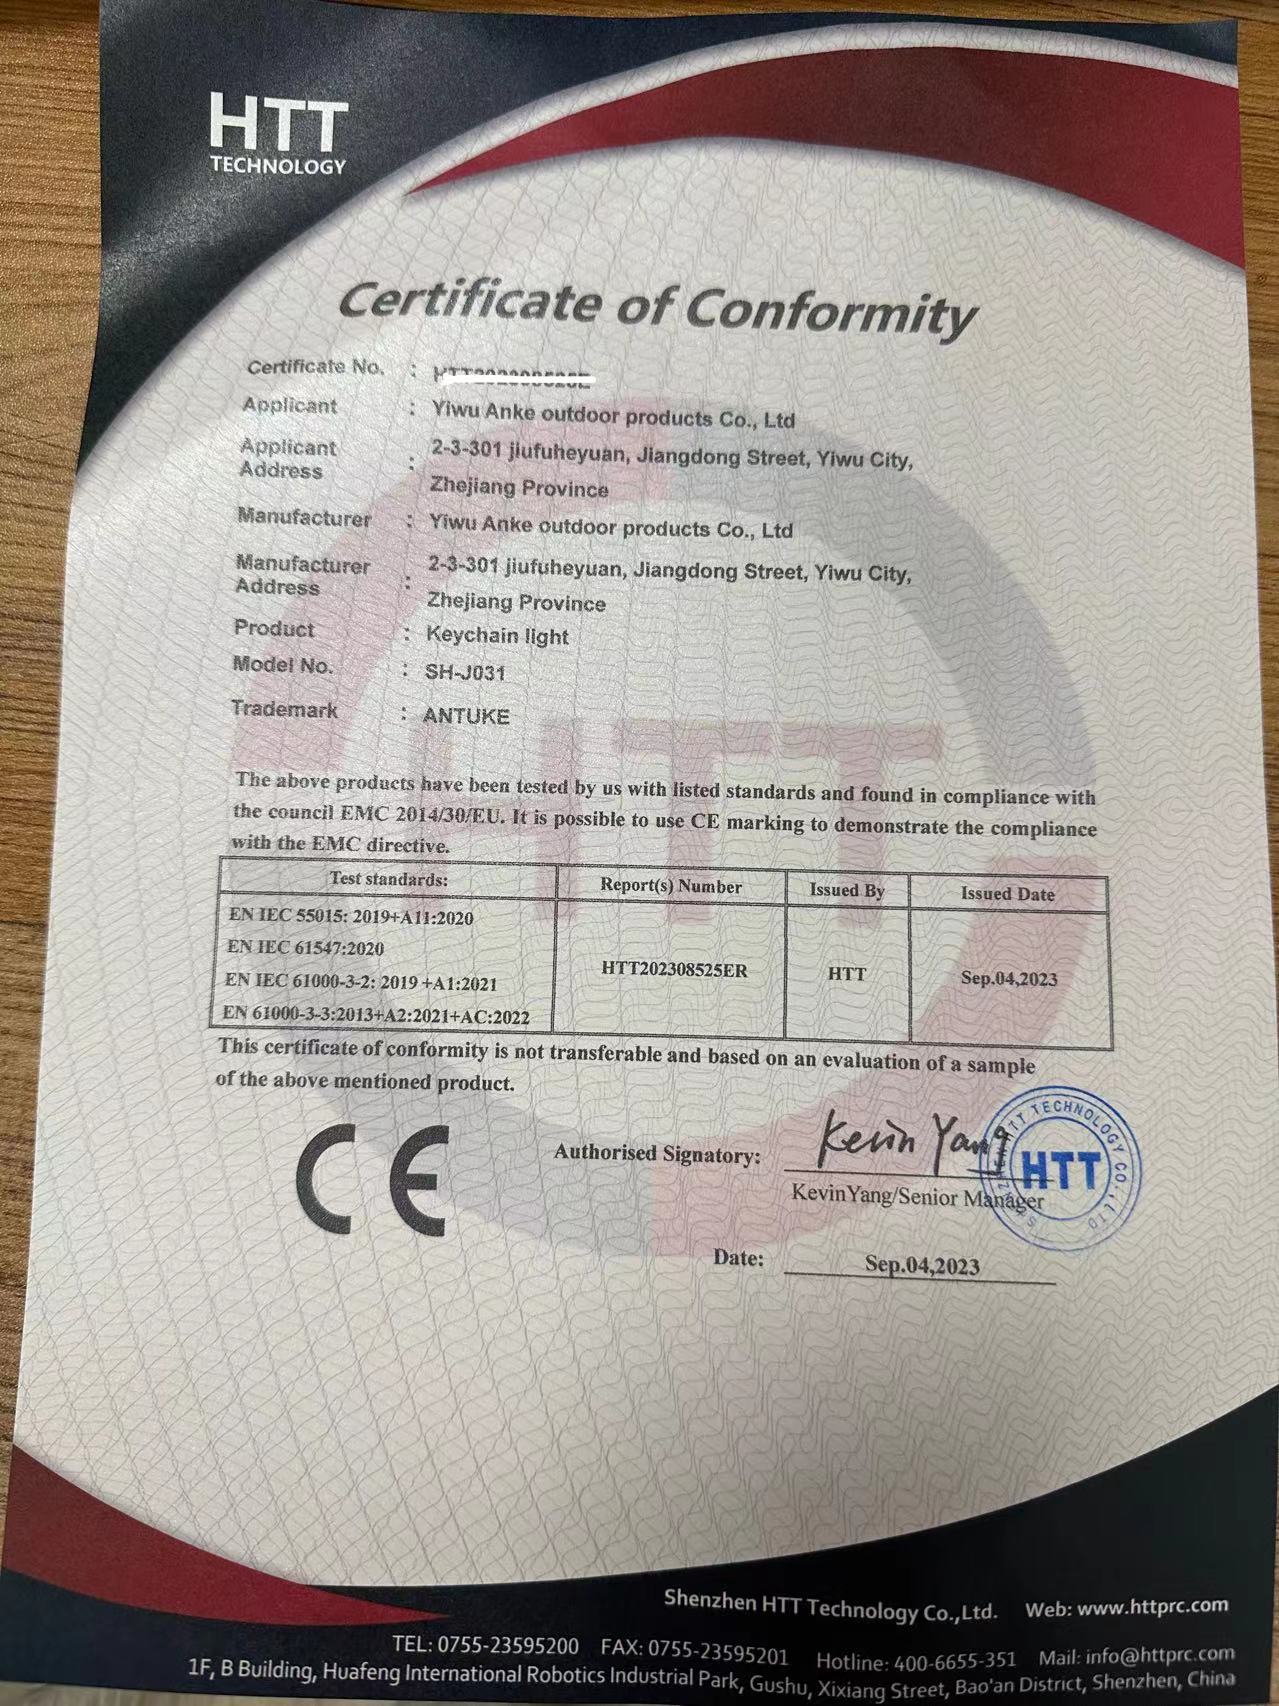 HTT
TECHNOLOGY
Certificate of Conformity
Certificate No. :
Applicant : Yiwu Anke outdoor products Co., Ltd
Applicant Address : 2-3-301 jiufuheyuan, Jiangdong Street, Yiwu City,
Zhejiang Province
Manufacturer : Yiwu Anke outdoor products Co., Ltd
Manufacturer Address : 2-3-301 jiufuheyuan, Jiangdong Street, Yiwu City,
Zhejiang Province
Product : Keychain light
Model No. : SH-J031
Trademark : ANTUKE
HTT
The above products have been tested by us with listed standards and found in compliance with
the council EMC 2014/30/EU. It is possible to use CE marking to demonstrate the compliance
with the EMC directive.
Test standards: Report(s) Number Issued By Issued Date
EN IEC 55015: 2019+A11:2020
EN IEC 61547:2020
EN IEC 61000-3-2: 2019 +A1:2021
EN 61000-3-3:2013+A2:2021+AC:2022
HTT202308525ER HTT Sep.04,2023
This certificate of conformity is not transferable and based on an evaluation of a sample
of the above mentioned product.
CE
Authorised Signatory: Kevin Yang
KevinYang/Senior Manager
SHENZHEN HTT TECHNOLOGY CO.,LTD
HTT
Date: Sep.04,2023
Shenzhen HTT Technology Co.,Ltd. Web: www.httprc.com
TEL: 0755-23595200 FAX: 0755-23595201 Hotline: 400-6655-351 Mail: info@httprc.com
1F, B Building, Huafeng International Robotics Industrial Park, Gushu, Xixiang Street, Bao'an District, Shenzhen, China